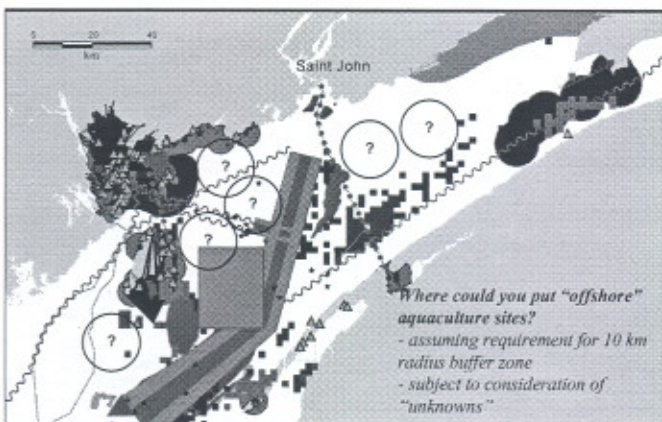 0 20 40
km
Saint John
?
?
?
?
?
?
Where could you put "offshore"
aquaculture sites?
- assuming requirement for 10 km
radius buffer zone
- subject to consideration of
"unknowns"